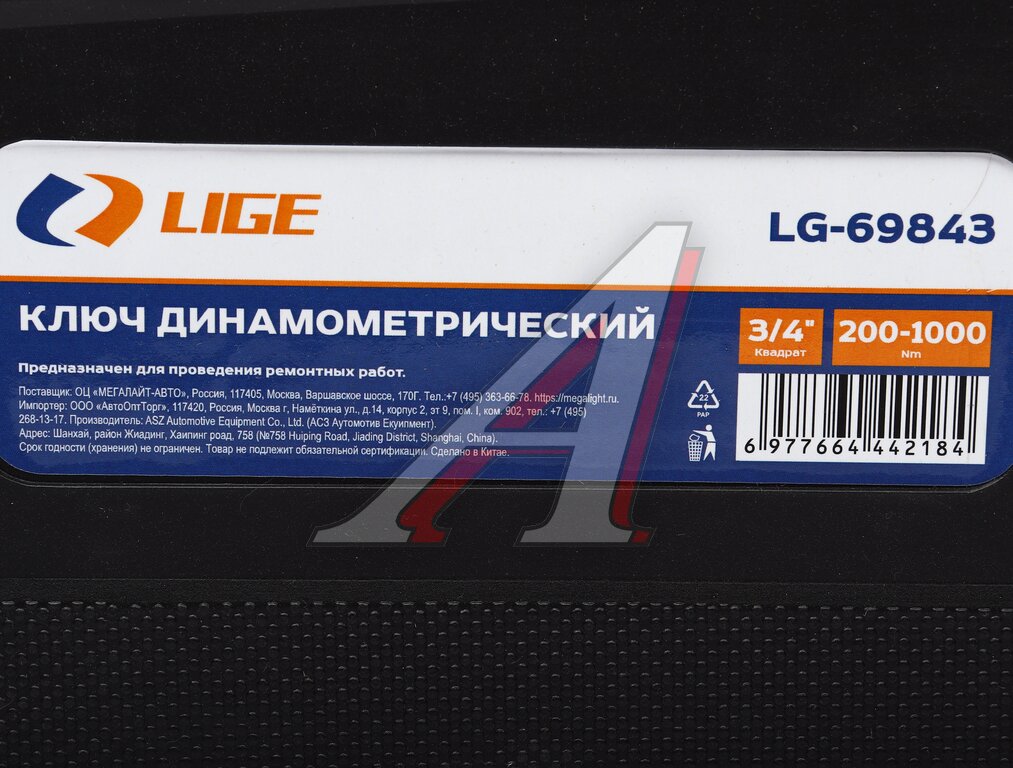 LIGE
LG-69843
КЛЮЧ ДИНАМОМЕТРИЧЕСКИЙ
3/4"
Квадрат
200-1000
Nm
Предназначен для проведения ремонтных работ.
Поставщик: ОЦ «МЕГАЛАЙТ-АВТО», Россия, 117405, Москва, Варшавское шоссе, 170Г. Тел.:+7 (495) 363-66-78. https://megalight.ru.
Импортер: ООО «АвтоОптТорг», 117420, Россия, Москва г, Намёткина ул., д.14, корпус 2, эт 9, пом. I, ком. 902, тел.: +7 (495)
268-13-17. Производитель: ASZ Automotive Equipment Co., Ltd. (АСЗ Аутомотив Екуипмент).
Адрес: Шанхай, район Жиадинг, Хаипинг роад, 758 (№758 Huiping Road, Jiading District, Shanghai, China).
Срок годности (хранения) не ограничен. Товар не подлежит обязательной сертификации. Сделано в Китае.
22
PAP
6 977664 442184